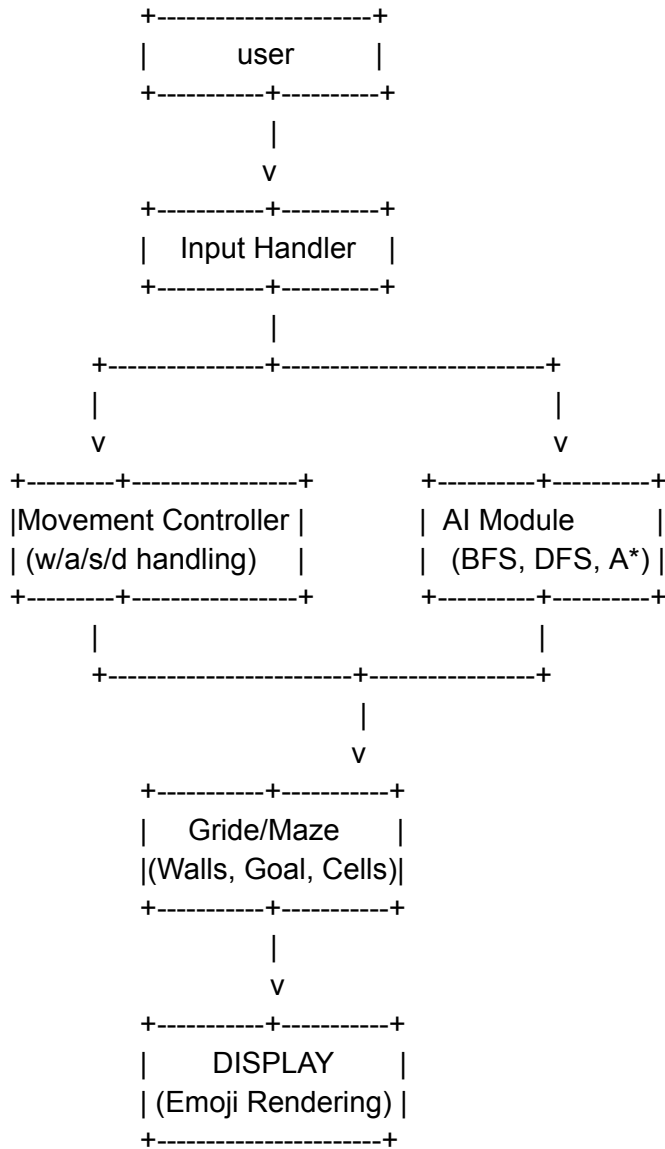 +----------------------+
| user |
+-----------+----------+
|
v
+-----------+----------+
| Input Handler |
+-----------+----------+
|
+----------------+--------------------------+
| |
v v
+---------+-----------------+ +----------+----------+
|Movement Controller | | AI Module |
| (w/a/s/d handling) | | (BFS, DFS, A*) |
+---------+-----------------+ +----------+----------+
| |
+-------------------------+-----------------+
|
v
+-----------+-----------+
| Gride/Maze |
|(Walls, Goal, Cells)|
+-----------+-----------+
|
v
+-----------+-----------+
| DISPLAY |
| (Emoji Rendering) |
+-----------------------+